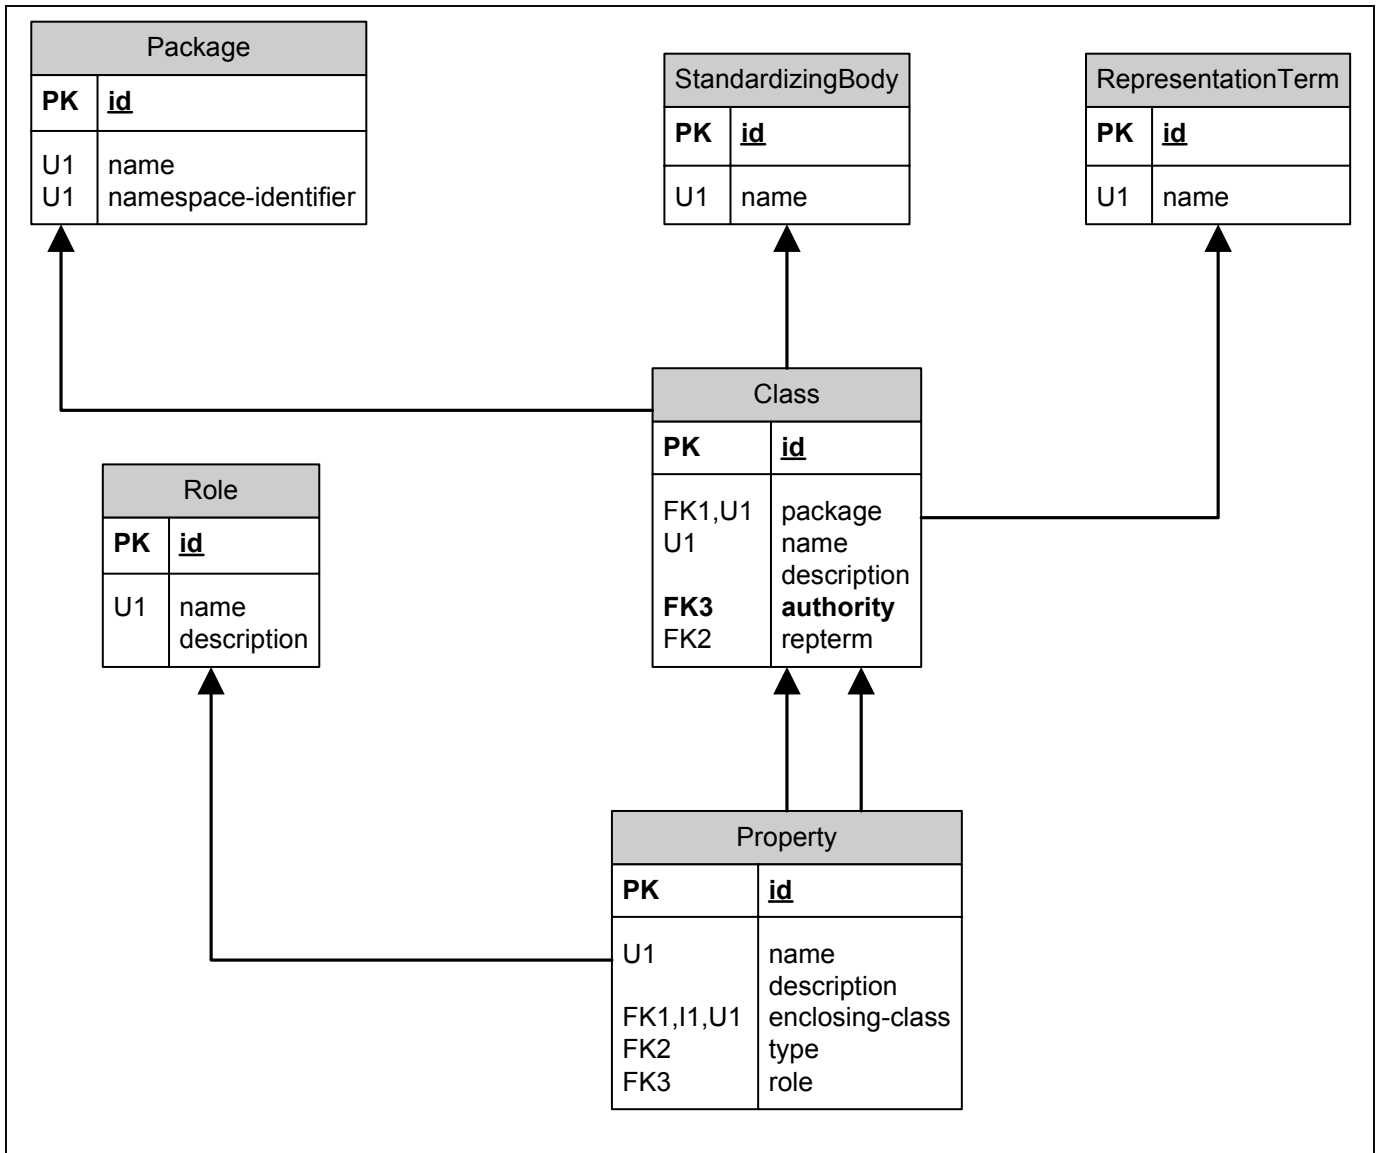 Package
PK id
U1 name
U1 namespace-identifier
StandardizingBody
PK id
U1 name
RepresentationTerm
PK id
U1 name
Class
PK id
FK1,U1 package
U1 name
description
FK3 authority
FK2 repterm
Role
PK id
U1 name
description
Property
PK id
U1 name
description
FK1,I1,U1 enclosing-class
FK2 type
FK3 role